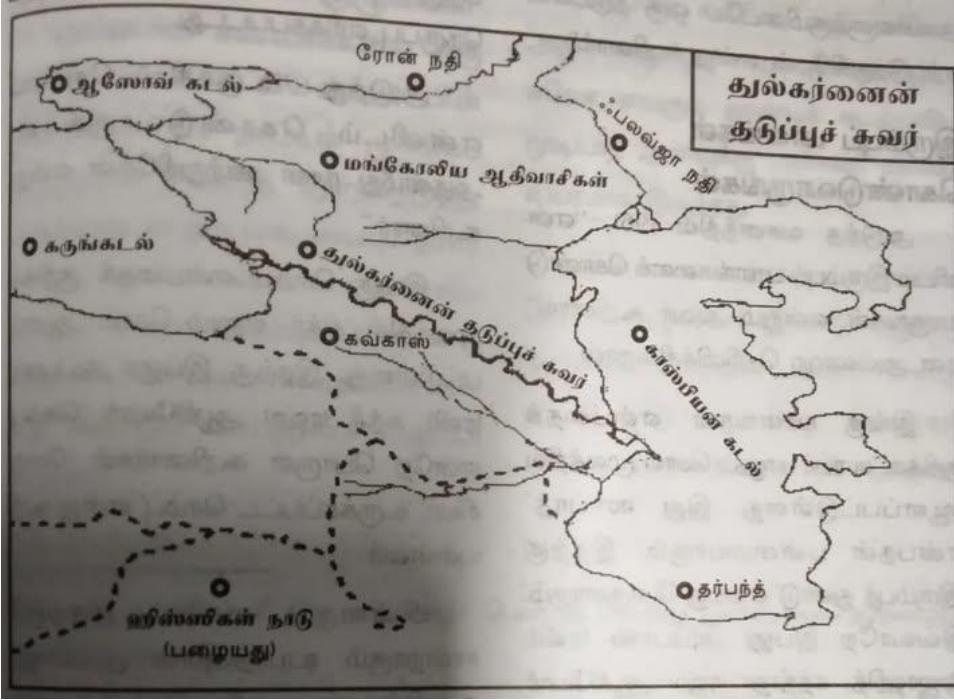 ரோன் நதி
ஆஸோவ் கடல்
துல்கர்னைன்
தடுப்புச் சுவர்
பலவ்ஜா நதி
மங்கோலிய ஆதிவாசிகள்
கருங்கடல்
துல்கர்னைன் தடுப்புச் சுவர்
கவ்காஸ்
காஸ்பியன் கடல்
தர்பந்த்
ஹிஸ்ஸிகள் நாடு
(பழையது)